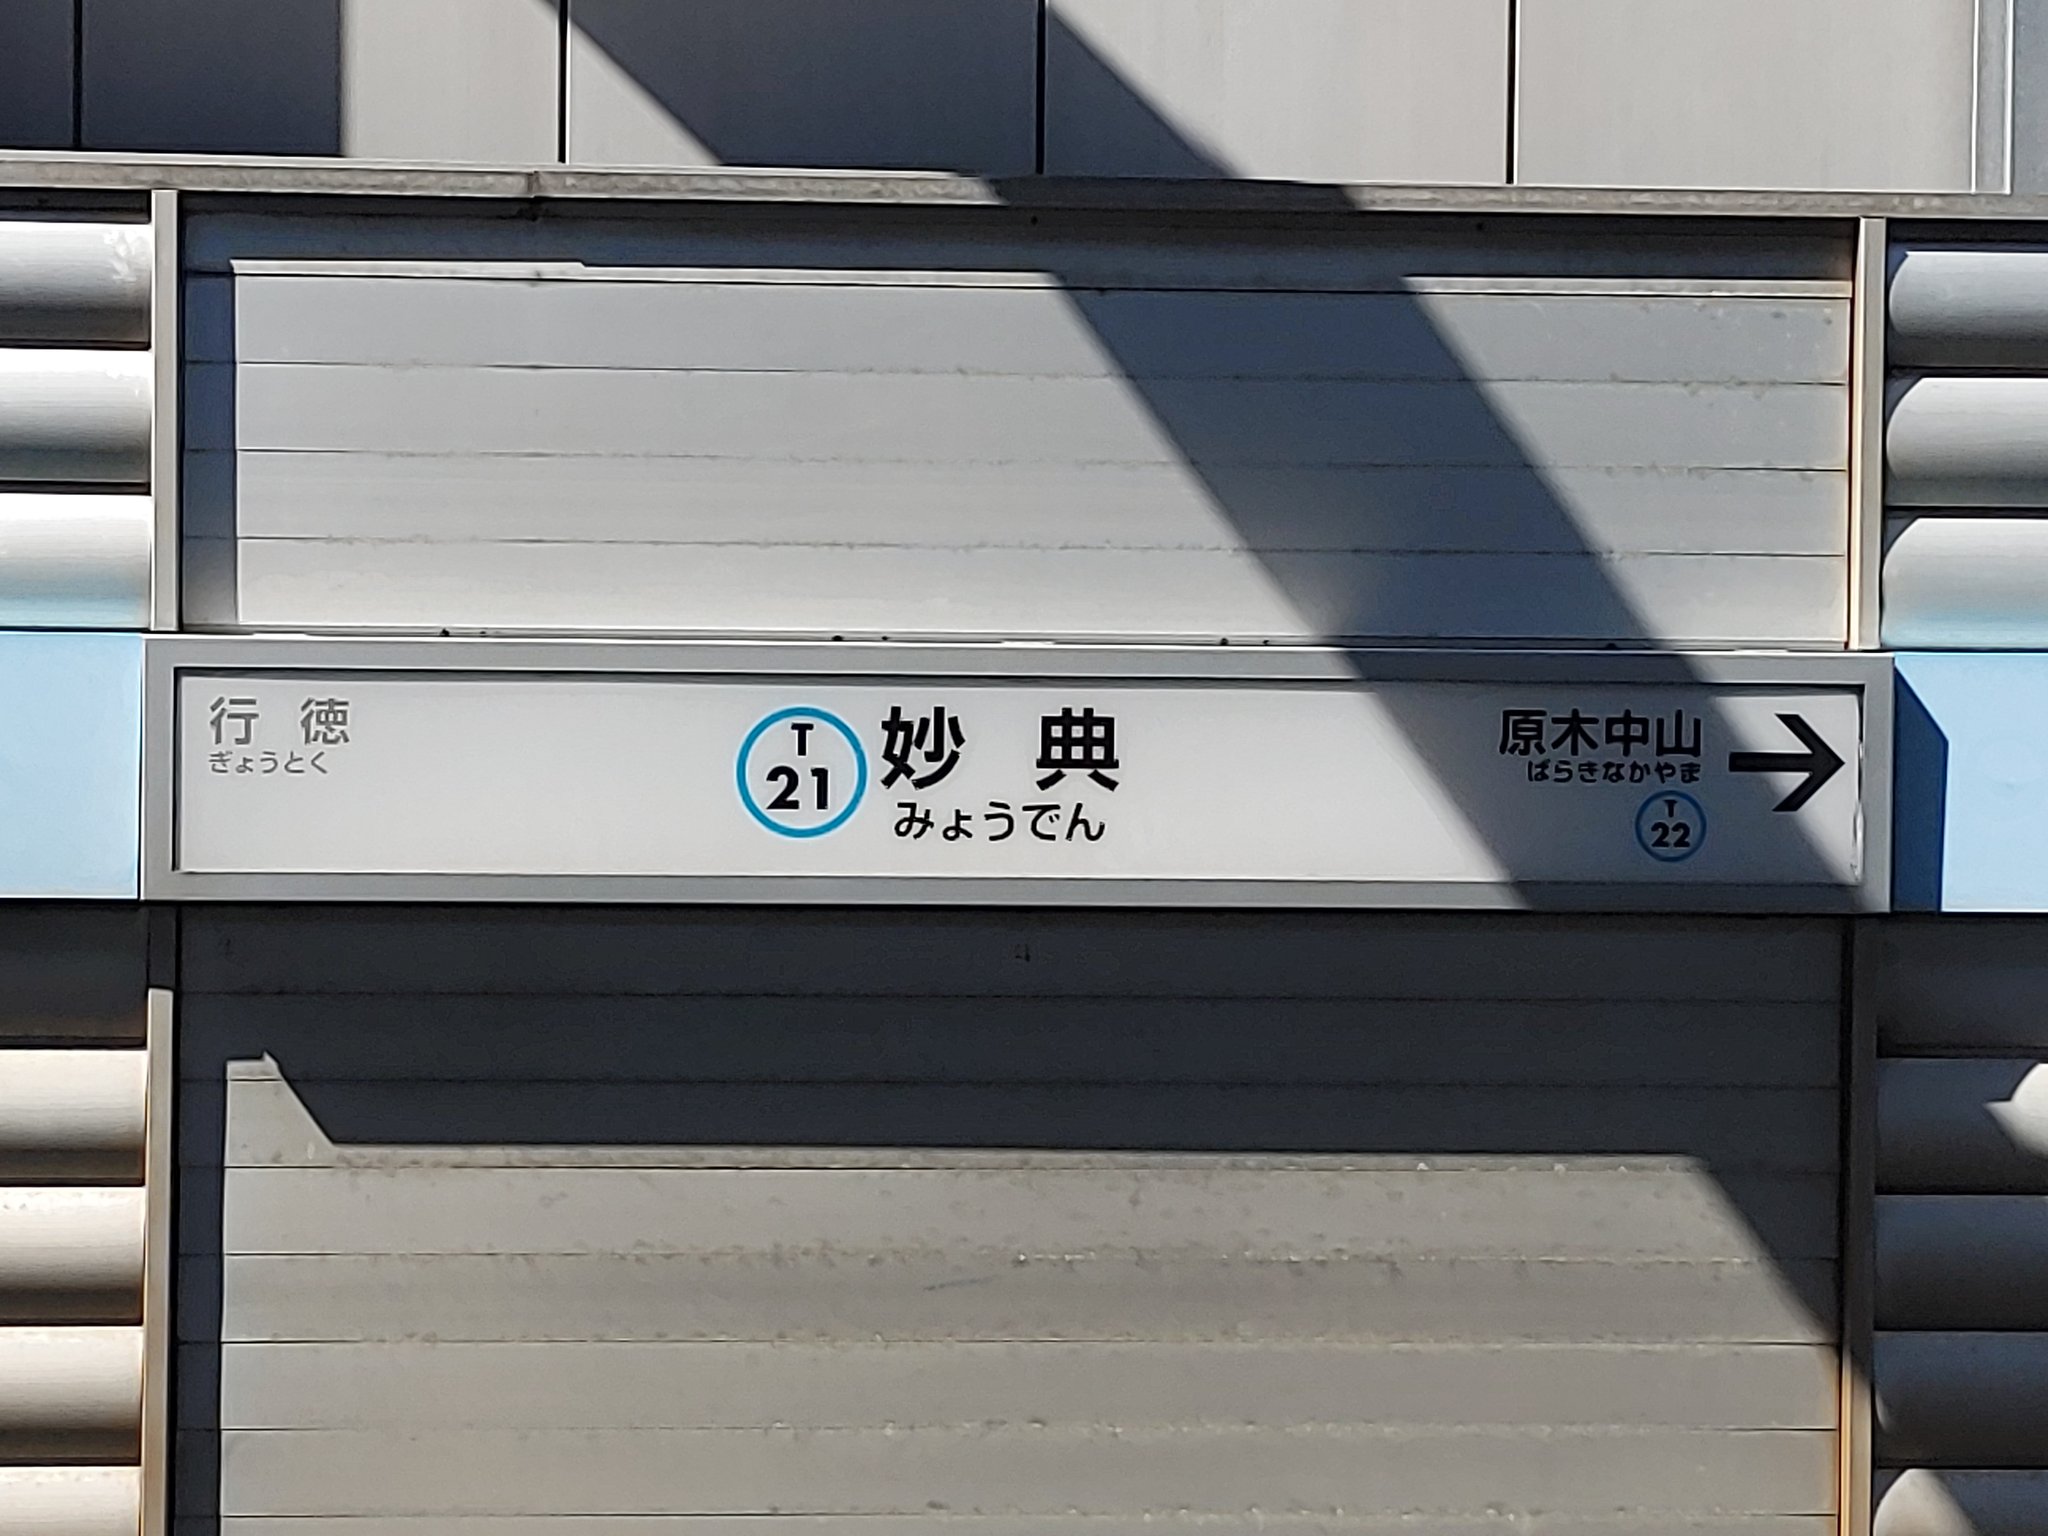 行徳
ぎょうとく
T
21
妙典
みょうでん
原木中山
ばらきなかやま
T
22